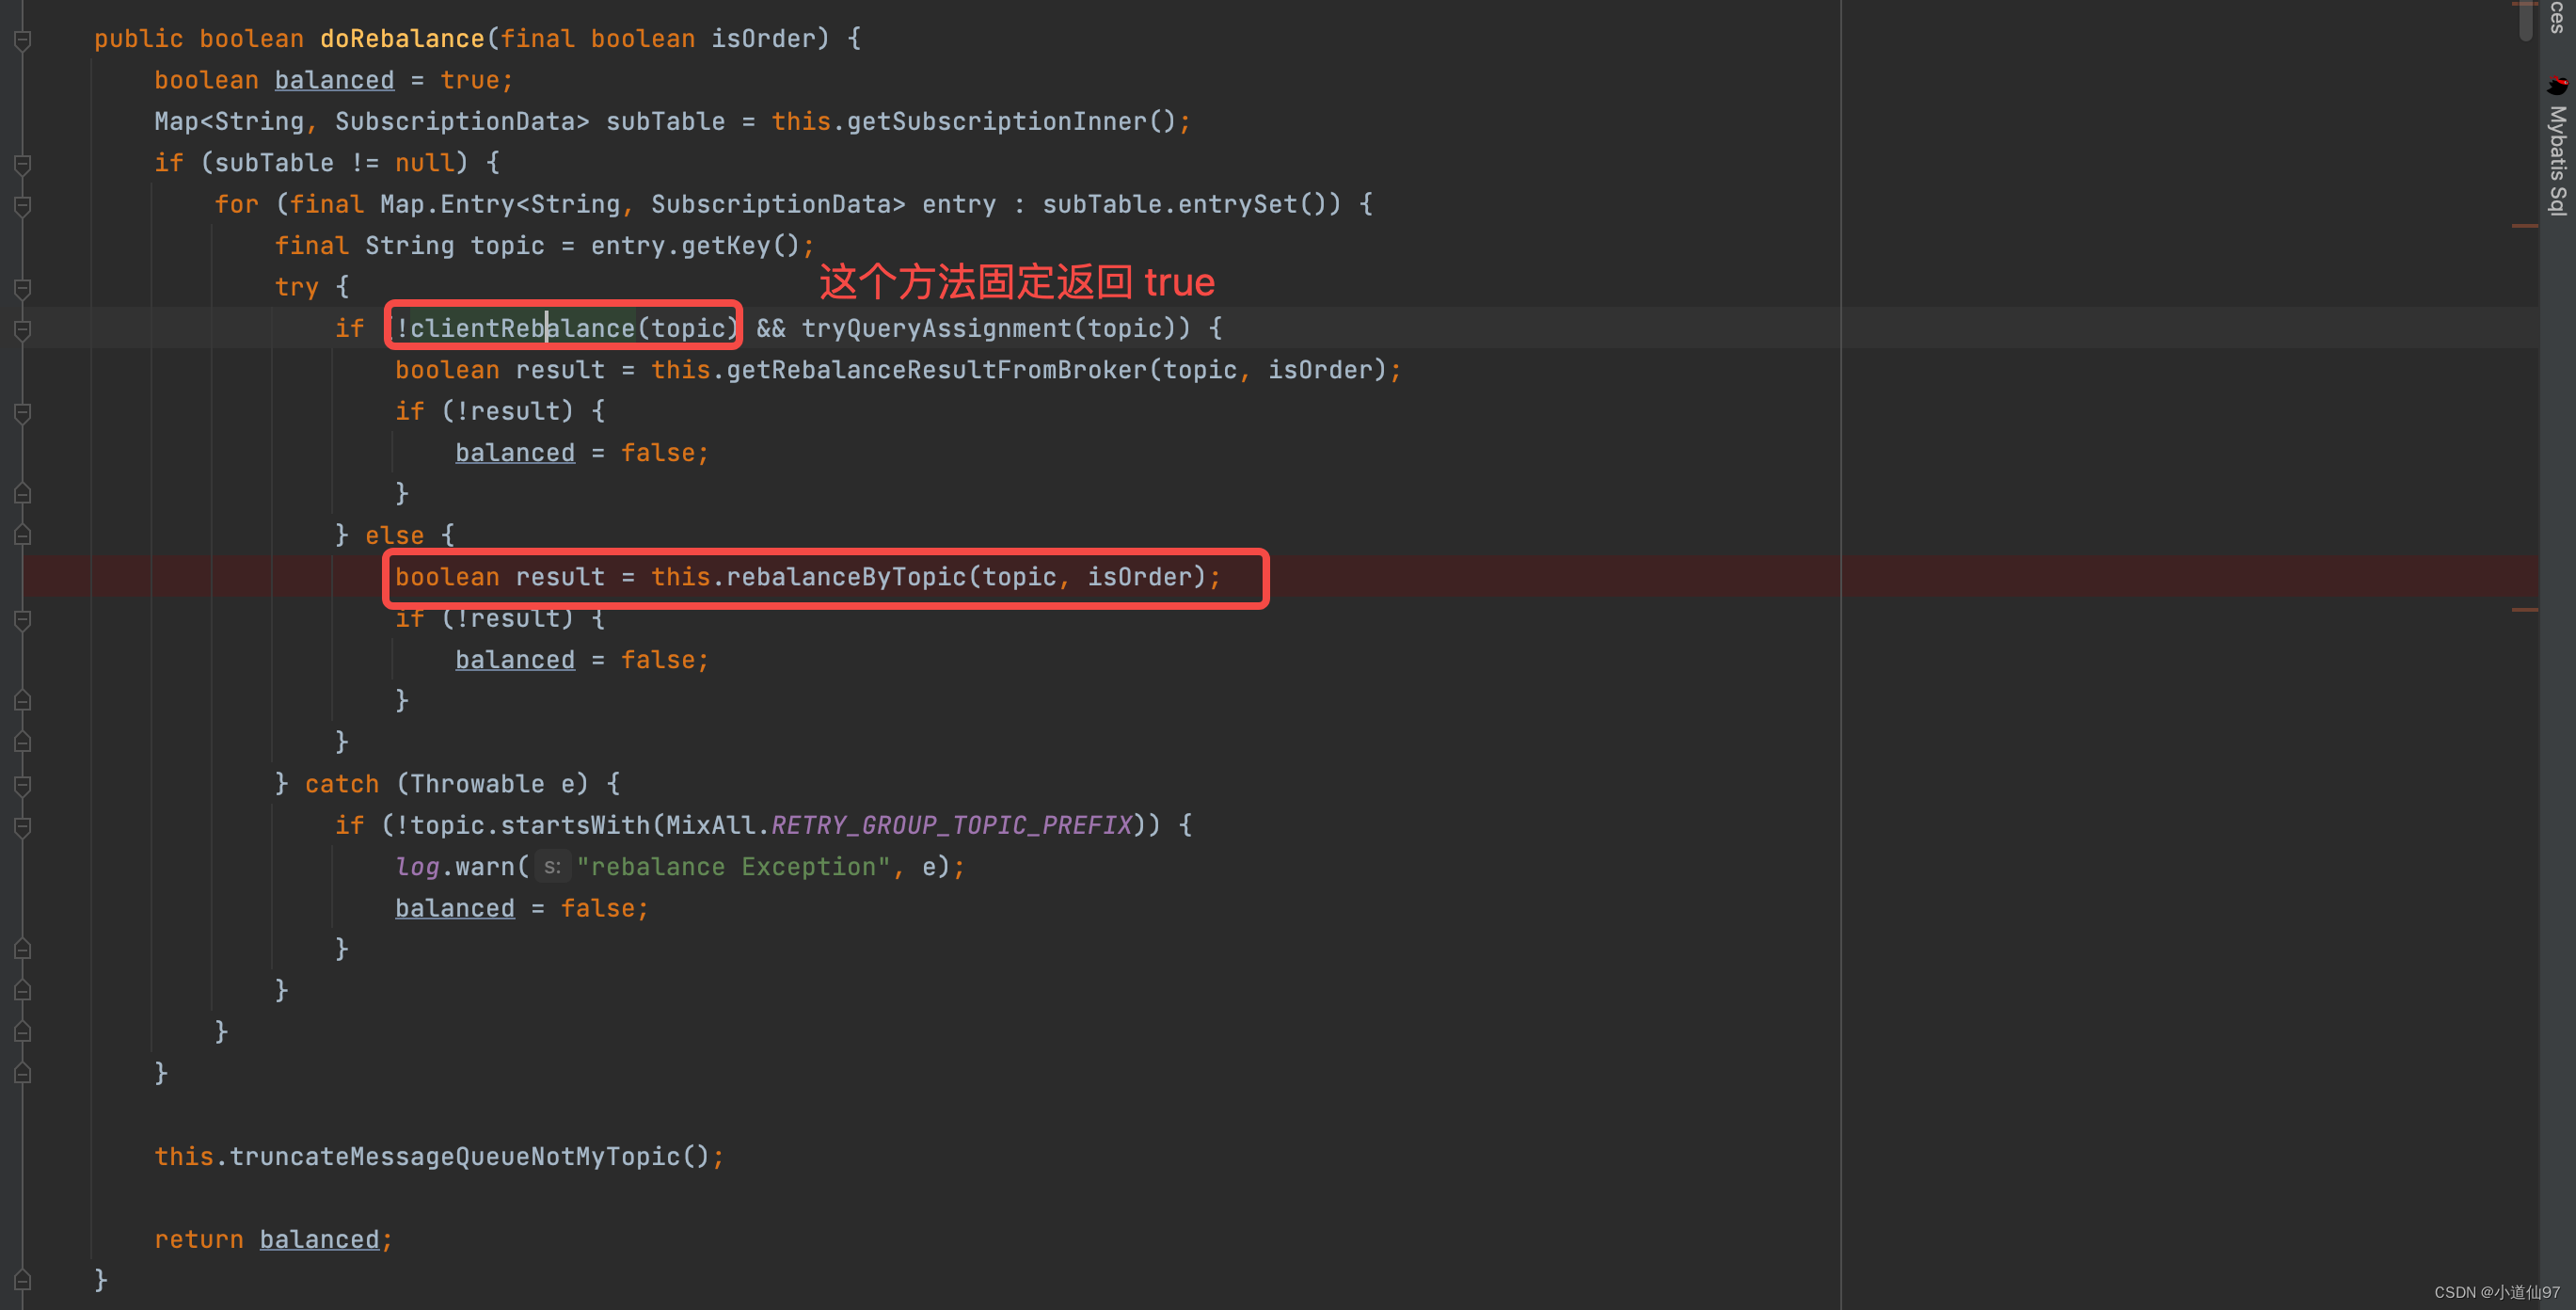 public boolean doRebalance(final boolean isOrder) {
boolean balanced = true;
Map<String, SubscriptionData> subTable = this.getSubscriptionInner();
if (subTable != null) {
for (final Map.Entry<String, SubscriptionData> entry : subTable.entrySet()) {
final String topic = entry.getKey();
try {
这个方法固定返回 true
if (!clientRebalance(topic) && tryQueryAssignment(topic)) {
boolean result = this.getRebalanceResultFromBroker(topic, isOrder);
if (!result) {
balanced = false;
}
} else {
boolean result = this.rebalanceByTopic(topic, isOrder);
if (!result) {
balanced = false;
}
}
} catch (Throwable e) {
if (!topic.startsWith(MixAll.RETRY_GROUP_TOPIC_PREFIX)) {
log.warn( s: "rebalance Exception", e);
balanced = false;
}
}
}
}
this.truncateMessageQueueNotMyTopic();
return balanced;
}
ces
Mybatis Sql
CSDN @小道仙97